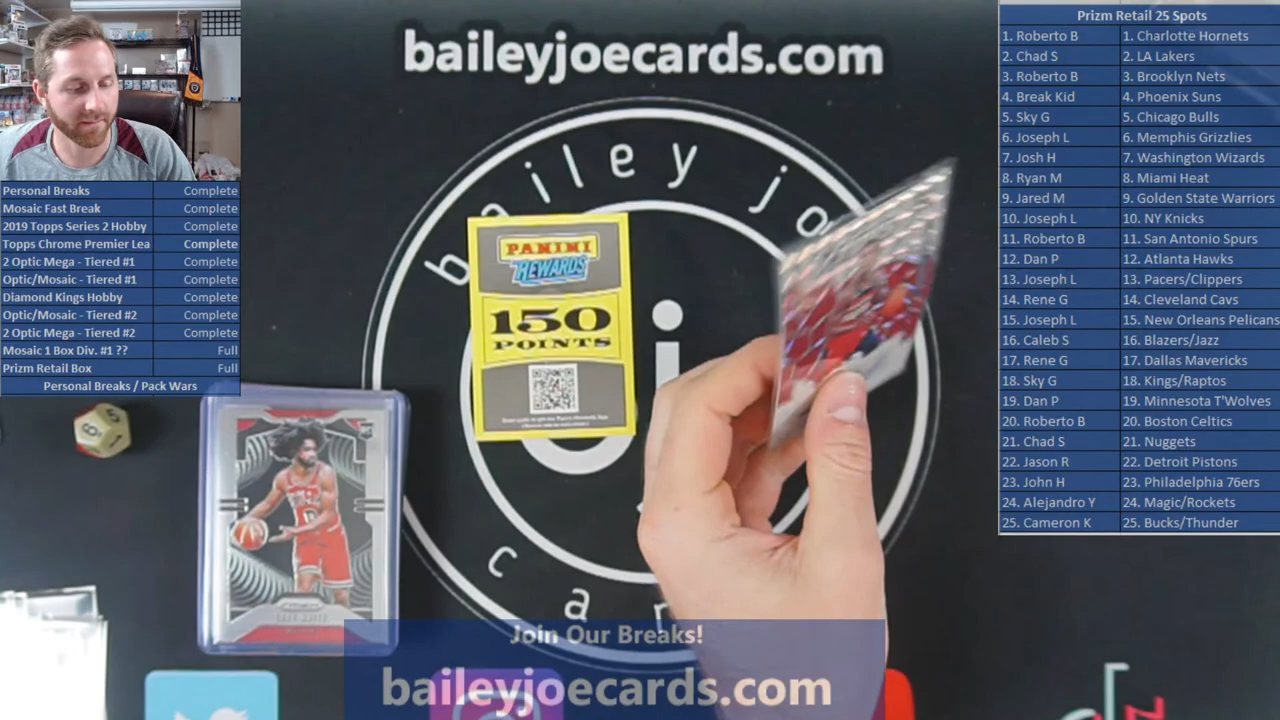 baileyjoecards.com
bailey jo
car
PANINI
REWARDS
150
POINTS
Personal Breaks Complete
Mosaic Fast Break Complete
2019 Topps Series 2 Hobby Complete
Topps Chrome Premier Lea Complete
2 Optic Mega - Tiered #1 Complete
Optic/Mosaic - Tiered #1 Complete
Diamond Kings Hobby Complete
Optic/Mosaic - Tiered #2 Complete
2 Optic Mega - Tiered #2 Complete
Mosaic 1 Box Div. #1 ?? Full
Prizm Retail Box Full
Personal Breaks / Pack Wars
Prizm Retail 25 Spots
1. Roberto B 1. Charlotte Hornets
2. Chad S 2. LA Lakers
3. Roberto B 3. Brooklyn Nets
4. Break Kid 4. Phoenix Suns
5. Sky G 5. Chicago Bulls
6. Joseph L 6. Memphis Grizzlies
7. Josh H 7. Washington Wizards
8. Ryan M 8. Miami Heat
9. Jared M 9. Golden State Warriors
10. Joseph L 10. NY Knicks
11. Roberto B 11. San Antonio Spurs
12. Dan P 12. Atlanta Hawks
13. Joseph L 13. Pacers/Clippers
14. Rene G 14. Cleveland Cavs
15. Joseph L 15. New Orleans Pelicans
16. Caleb S 16. Blazers/Jazz
17. Rene G 17. Dallas Mavericks
18. Sky G 18. Kings/Raptos
19. Dan P 19. Minnesota T'Wolves
20. Roberto B 20. Boston Celtics
21. Chad S 21. Nuggets
22. Jason R 22. Detroit Pistons
23. John H 23. Philadelphia 76ers
24. Alejandro Y 24. Magic/Rockets
25. Cameron K 25. Bucks/Thunder
Join Our Breaks!
baileyjoecards.com